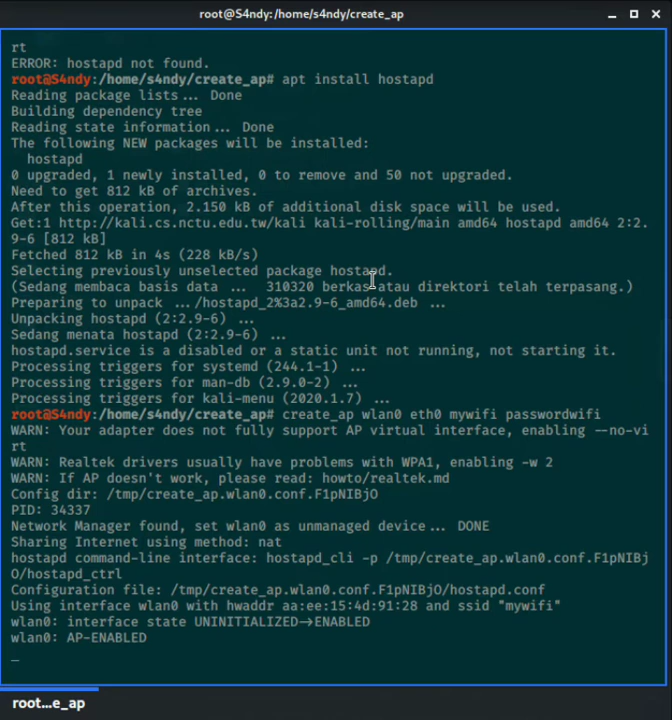 root@S4ndy:/home/s4ndy/create_ap
rt
ERROR: hostapd not found.
root@S4ndy:/home/s4ndy/create_ap# apt install hostapd
Reading package lists... Done
Building dependency tree
Reading state information... Done
The following NEW packages will be installed:
  hostapd
0 upgraded, 1 newly installed, 0 to remove and 50 not upgraded.
Need to get 812 kB of archives.
After this operation, 2.150 kB of additional disk space will be used.
Get:1 http://kali.cs.nctu.edu.tw/kali kali-rolling/main amd64 hostapd amd64 2:2.
9-6 [812 kB]
Fetched 812 kB in 4s (228 kB/s)
Selecting previously unselected package hostapd.
(Sedang membaca basis data ...  310320 berkas atau direktori telah terpasang.)
Preparing to unpack .../hostapd_2%3a2.9-6_amd64.deb ...
Unpacking hostapd (2:2.9-6) ...
Sedang menata hostapd (2:2.9-6) ...
hostapd.service is a disabled or a static unit not running, not starting it.
Processing triggers for systemd (244.1-1) ...
Processing triggers for man-db (2.9.0-2) ...
Processing triggers for kali-menu (2020.1.7) ...
root@S4ndy:/home/s4ndy/create_ap# create_ap wlan0 eth0 mywifi passwordwifi
WARN: Your adapter does not fully support AP virtual interface, enabling --no-vi
rt
WARN: Realtek drivers usually have problems with WPA1, enabling -w 2
WARN: If AP doesn't work, please read: howto/realtek.md
Config dir: /tmp/create_ap.wlan0.conf.F1pNIBjO
PID: 34337
Network Manager found, set wlan0 as unmanaged device... DONE
Sharing Internet using method: nat
hostapd command-line interface: hostapd_cli -p /tmp/create_ap.wlan0.conf.F1pNIBj
O/hostapd_ctrl
Configuration file: /tmp/create_ap.wlan0.conf.F1pNIBjO/hostapd.conf
Using interface wlan0 with hwaddr aa:ee:15:4d:91:28 and ssid "mywifi"
wlan0: interface state UNINITIALIZED->ENABLED
wlan0: AP-ENABLED
root...e_ap